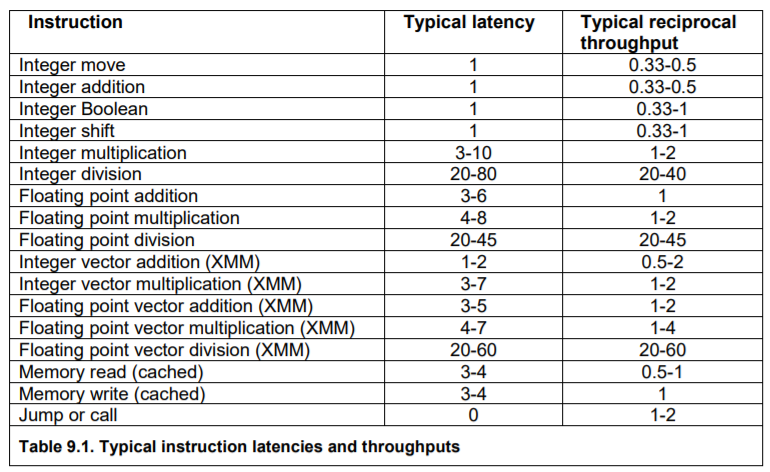 Instruction Typical latency Typical reciprocal
throughput
Integer move 1 0.33-0.5
Integer addition 1 0.33-0.5
Integer Boolean 1 0.33-1
Integer shift 1 0.33-1
Integer multiplication 3-10 1-2
Integer division 20-80 20-40
Floating point addition 3-6 1
Floating point multiplication 4-8 1-2
Floating point division 20-45 20-45
Integer vector addition (XMM) 1-2 0.5-2
Integer vector multiplication (XMM) 3-7 1-2
Floating point vector addition (XMM) 3-5 1-2
Floating point vector multiplication (XMM) 4-7 1-4
Floating point vector division (XMM) 20-60 20-60
Memory read (cached) 3-4 0.5-1
Memory write (cached) 3-4 1
Jump or call 0 1-2
Table 9.1. Typical instruction latencies and throughputs